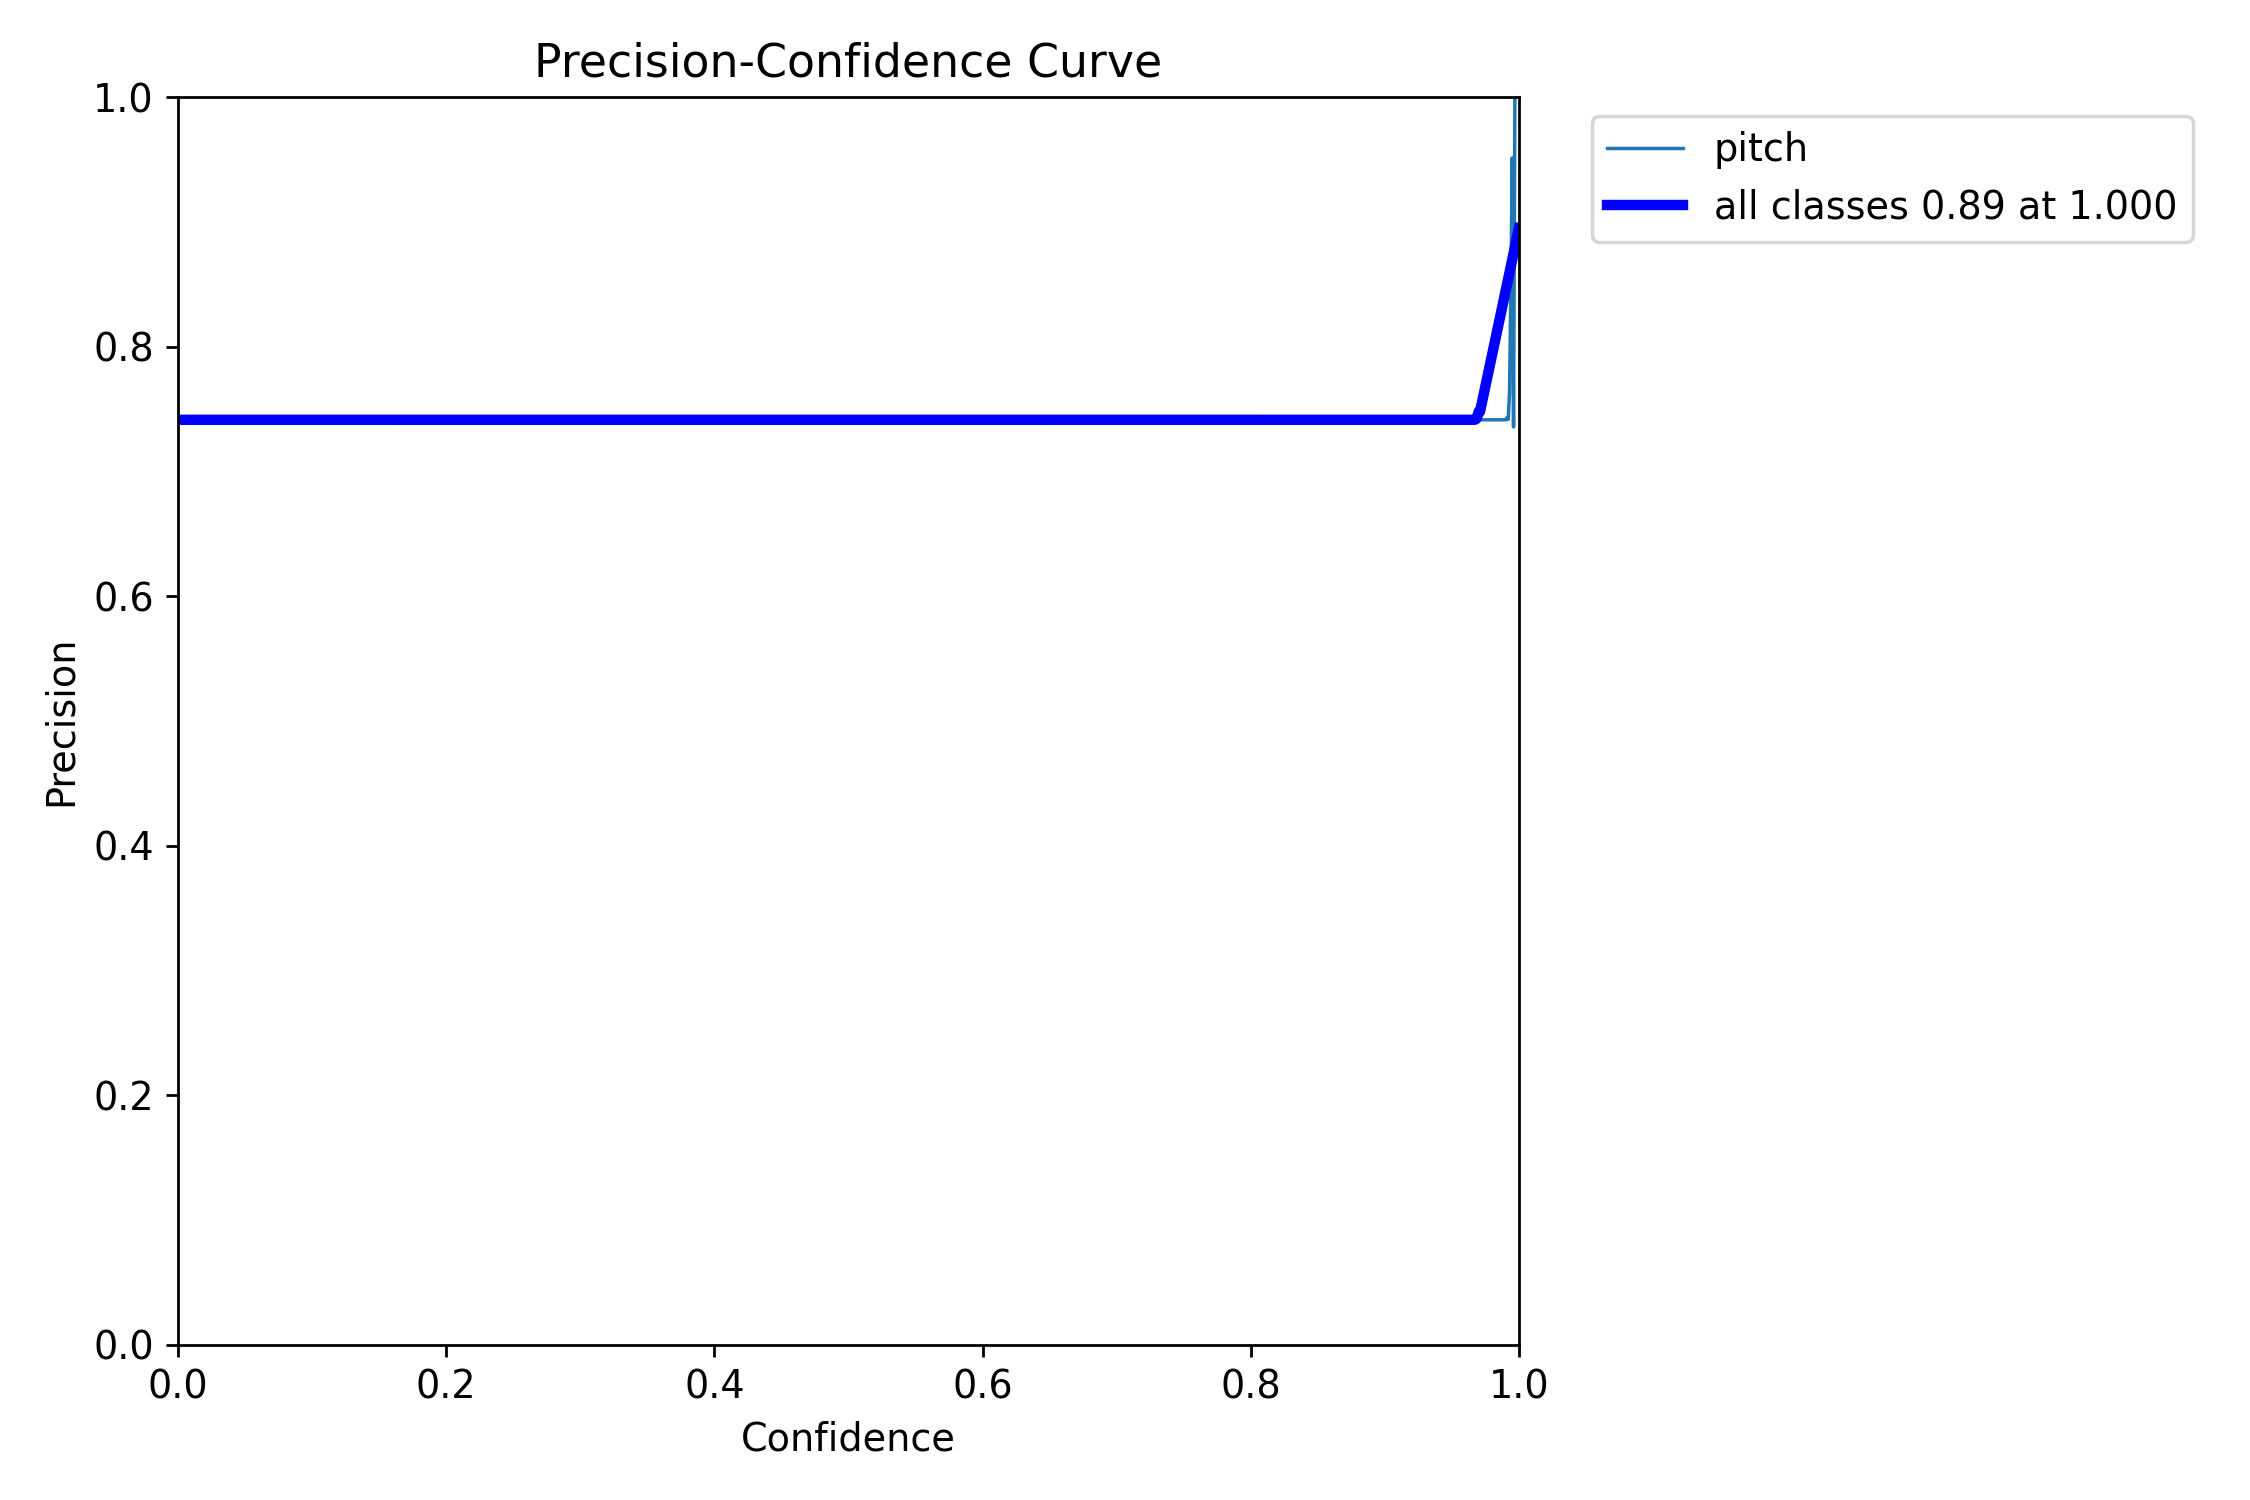 Precision-Confidence Curve
1.0
0.8
0.6
0.4
0.2
0.0
Precision
0.0 0.2 0.4 0.6 0.8 1.0
Confidence
pitch
all classes 0.89 at 1.000